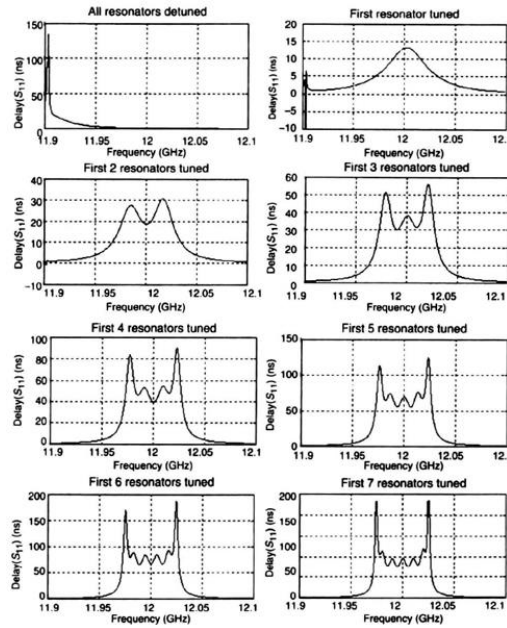 All resonators detuned
Delay(S11) (ns)
150
100
50
0
11.9 11.95 12 12.05 12.1
Frequency (GHz)
First resonator tuned
Delay(S11) (ns)
20
15
10
5
0
−5
−10
11.9 11.95 12 12.05 12.1
Frequency (GHz)
First 2 resonators tuned
Delay(S11) (ns)
40
30
20
10
0
−10
11.9 11.95 12 12.05 12.1
Frequency (GHz)
First 3 resonators tuned
Delay(S11) (ns)
60
50
40
30
20
10
0
11.9 11.95 12 12.05 12.1
Frequency (GHz)
First 4 resonators tuned
Delay(S11) (ns)
100
80
60
40
20
0
11.9 11.95 12 12.05 12.1
Frequency (GHz)
First 5 resonators tuned
Delay(S11) (ns)
150
100
50
0
11.9 11.95 12 12.05 12.1
Frequency (GHz)
First 6 resonators tuned
Delay(S11) (ns)
200
150
100
50
0
11.9 11.95 12 12.05 12.1
Frequency (GHz)
First 7 resonators tuned
Delay(S11) (ns)
200
150
100
50
0
11.9 11.95 12 12.05 12.1
Frequency (GHz)